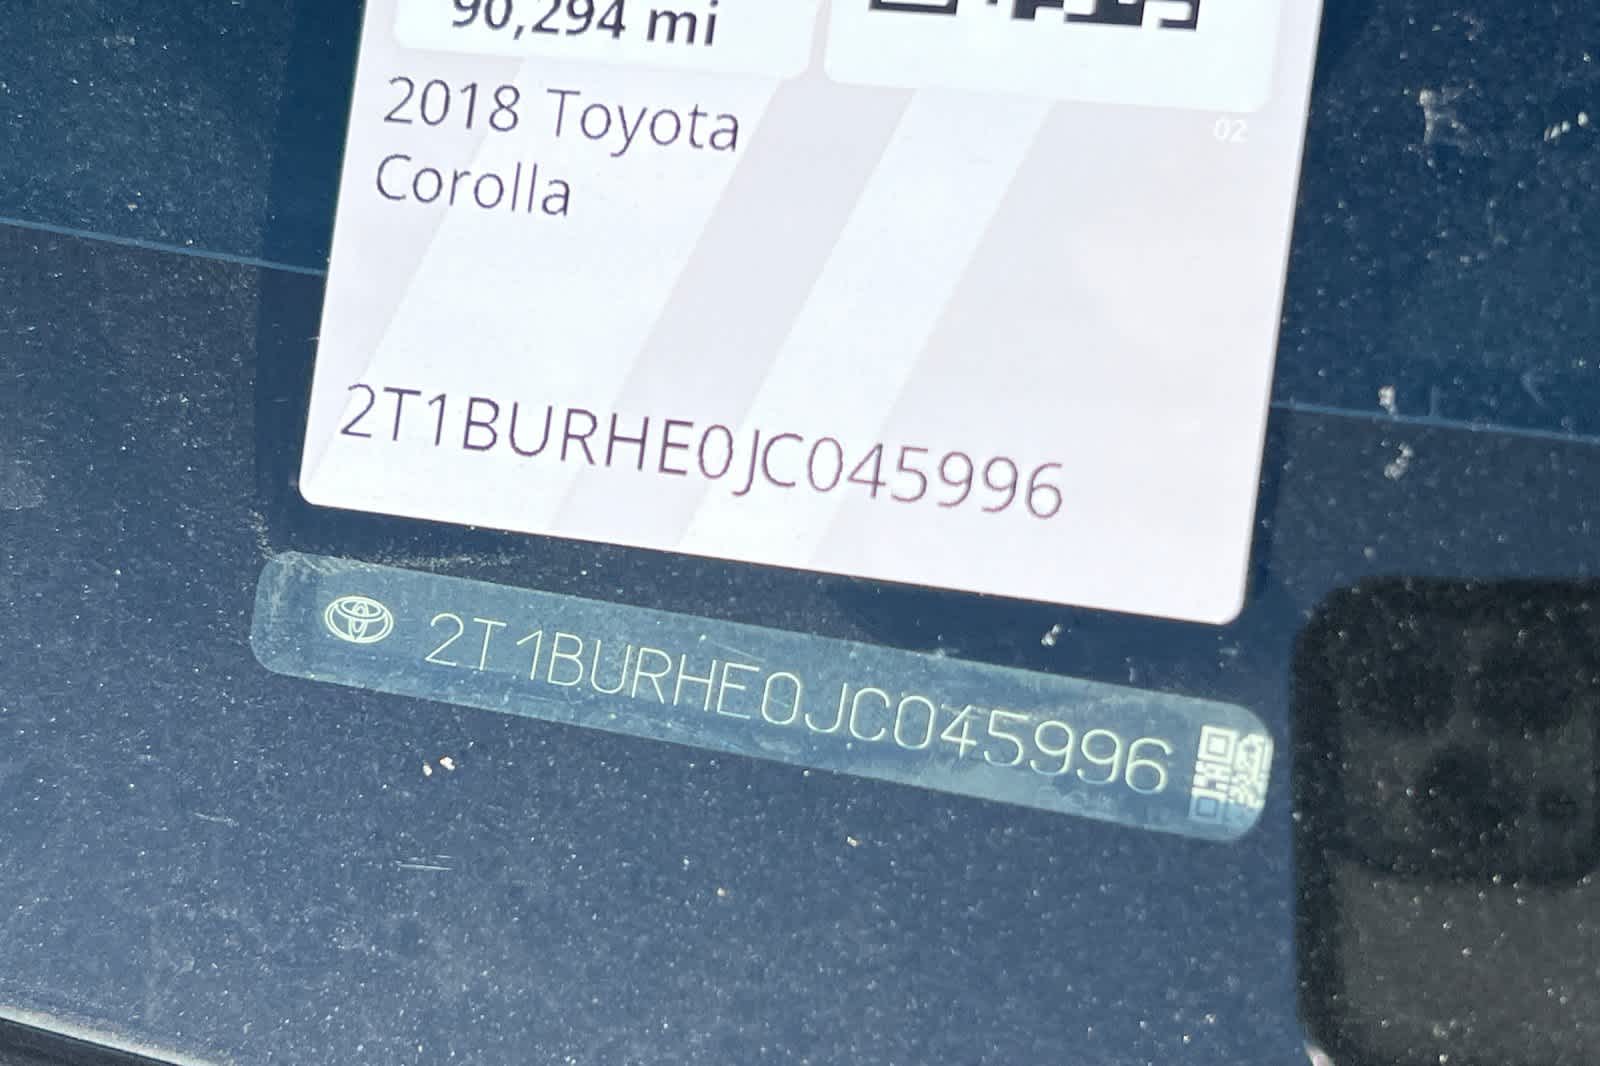 90,294 mi
02
2018 Toyota
Corolla
2T1BURHE0JC045996
2T1BURHE0JC045996